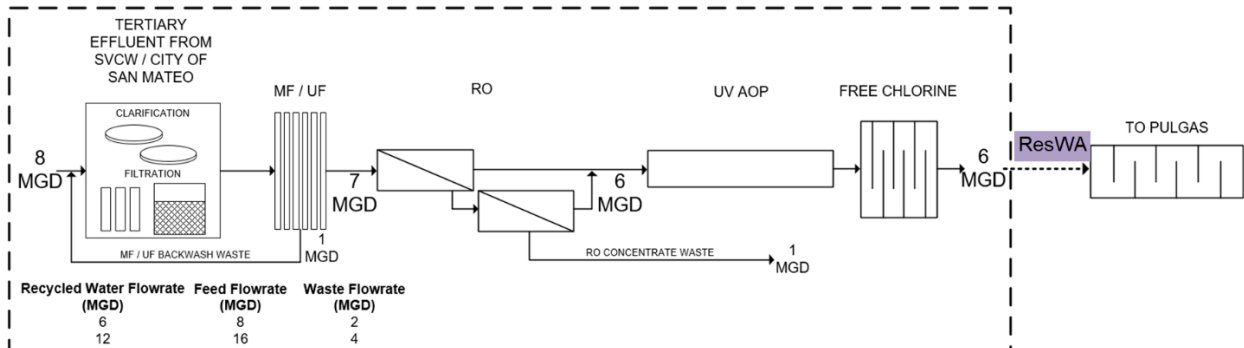 TERTIARY
EFFLUENT FROM
SVCW / CITY OF
SAN MATEO
MF / UF
RO
UV AOP
FREE CHLORINE
TO PULGAS
CLARIFICATION
FILTRATION
8
MGD
7
MGD
6
MGD
6
MGD
ResWA
MF / UF BACKWASH WASTE
1
MGD
RO CONCENTRATE WASTE
1
MGD
Recycled Water Flowrate Feed Flowrate Waste Flowrate
(MGD) (MGD) (MGD)
6 8 2
12 16 4